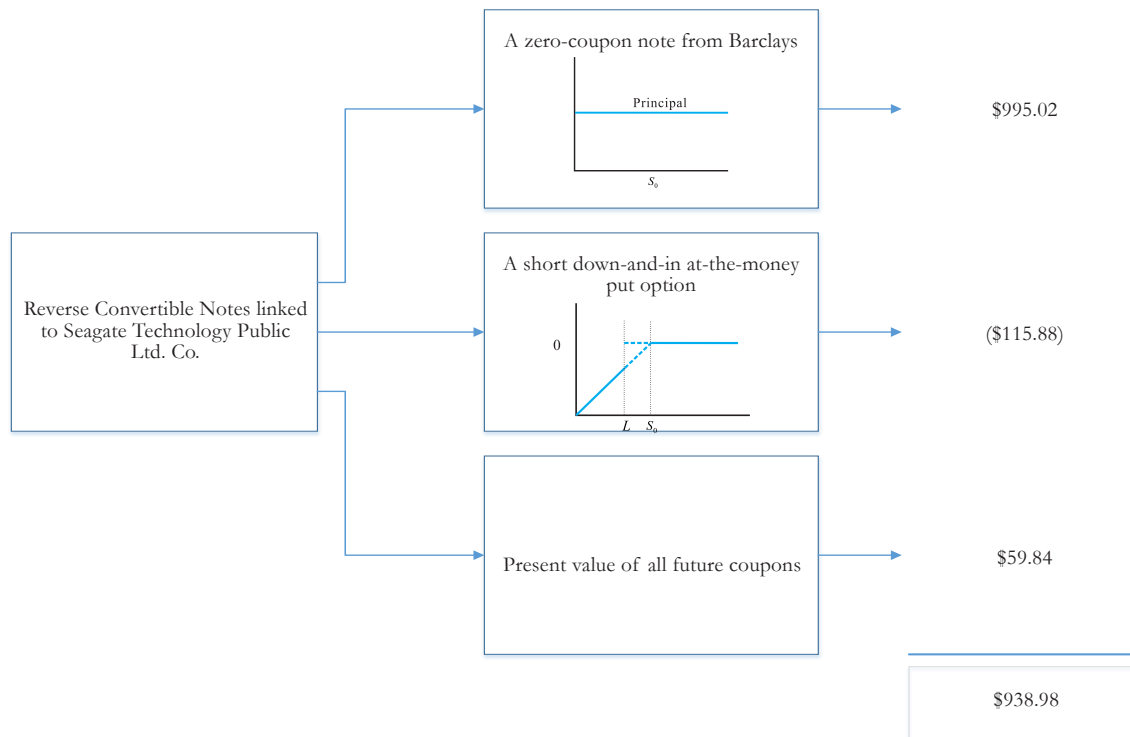 A zero-coupon note from Barclays
Principal
S₀
$995.02
Reverse Convertible Notes linked
to Seagate Technology Public
Ltd. Co.
A short down-and-in at-the-money
put option
0
L S₀
($115.88)
Present value of all future coupons
$59.84
$938.98